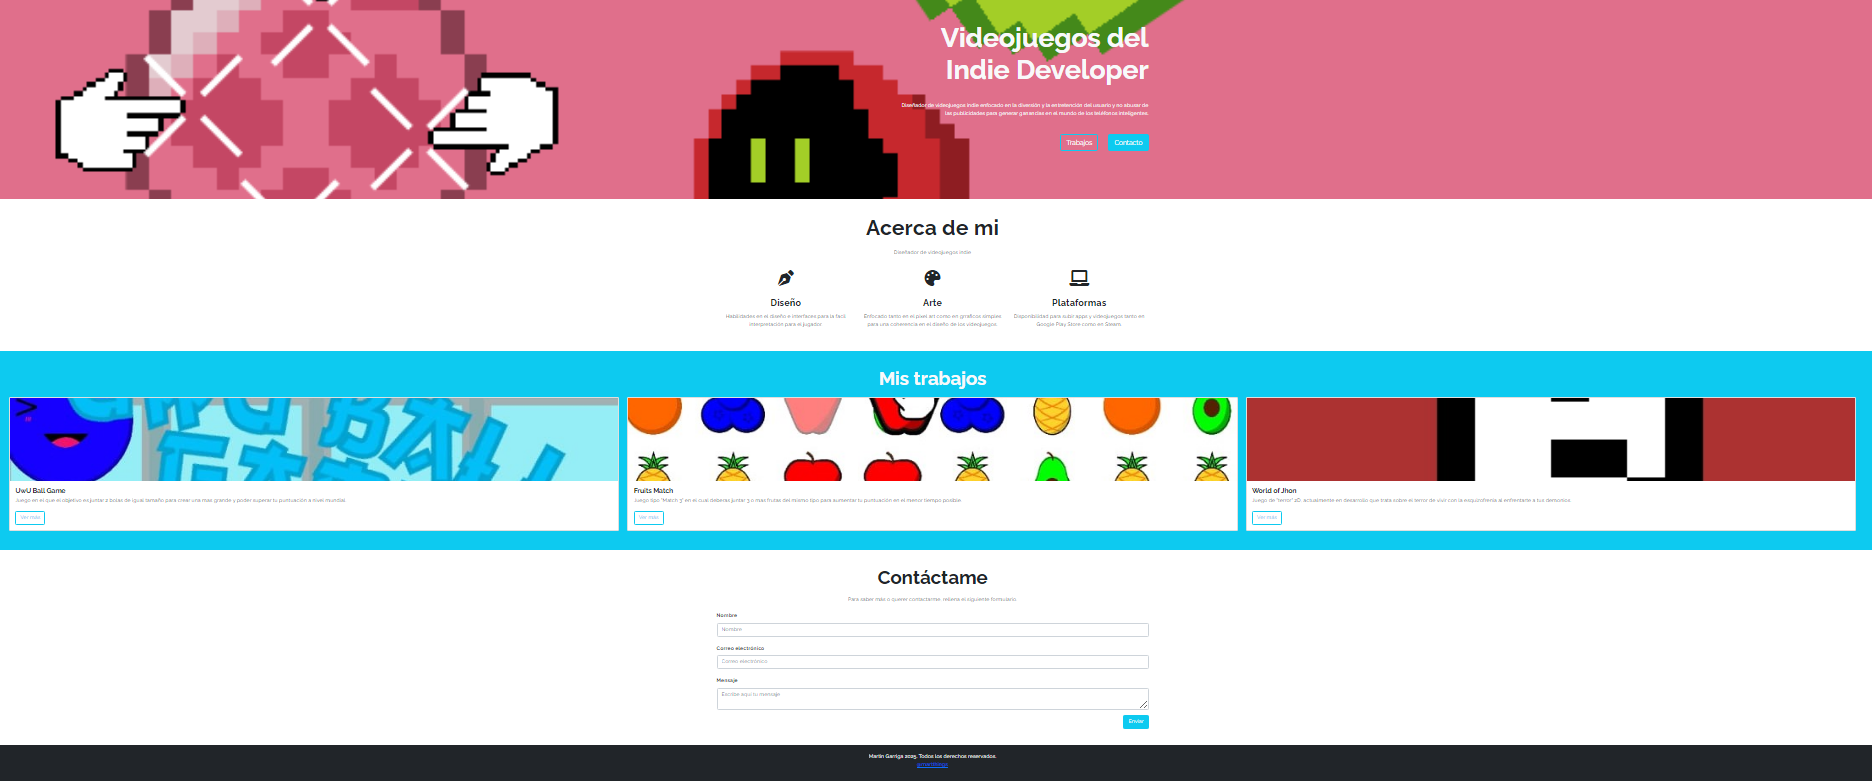 Videojuegos del
Indie Developer
Diseñador de videojuegos indie enfocado en la diversión y la entretención del usuario y no abusar de
las publicidades para generar ganancias en el mundo de los teléfonos inteligentes.
Trabajos
Contacto
Acerca de mi
Diseñador de videojuegos indie
Diseño
Arte
Plataformas
Habilidades en el diseño e interfaces para la fácil
interpretación para el jugador.
Enfocado tanto en el pixel art como en graficos simples
para una coherencia en el diseño de los videojuegos
Disponibilidad para subir apps y videojuegos tanto en
Google Play Store como en Steam.
Mis trabajos
UwU Ball Game
Juego en el que el objetivo es juntar 2 bolas de igual tamaño para crear una más grande y poder superar tu puntuación a nivel mundial.
Ver más
Fruits Match
Juego tipo "Match 3" en el cual deberás juntar 3 o mas frutas del mismo tipo para aumentar tu puntuación en el menor tiempo posible.
Ver más
World of Jhon
Juego de "terror" 2D, actualmente en desarrollo que trata sobre el terror de vivir con la esquizofrenia al enfrentarte a tus demonios.
Ver más
Contáctame
Para saber más o querer contactarme, rellena el siguiente formulario
Nombre
Nombre
Correo electrónico
Correo electrónico
Mensaje
Escribe aquí tu mensaje
Enviar
Martín Garriga 2025. Todos los derechos reservados.